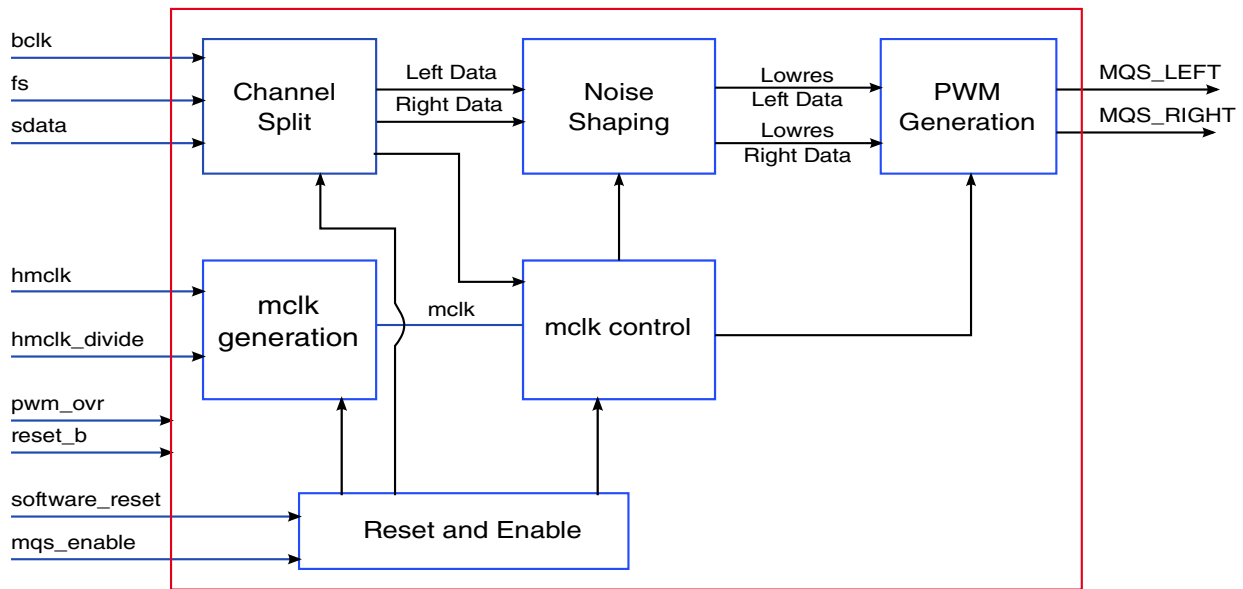 bclk
fs
sdata
Channel
Split
Left Data
Right Data
Noise
Shaping
Lowres
Left Data
Lowres
Right Data
PWM
Generation
MQS_LEFT
MQS_RIGHT
hmclk
hmclk_divide
mclk
generation
mclk
mclk control
pwm_ovr
reset_b
software_reset
mqs_enable
Reset and Enable